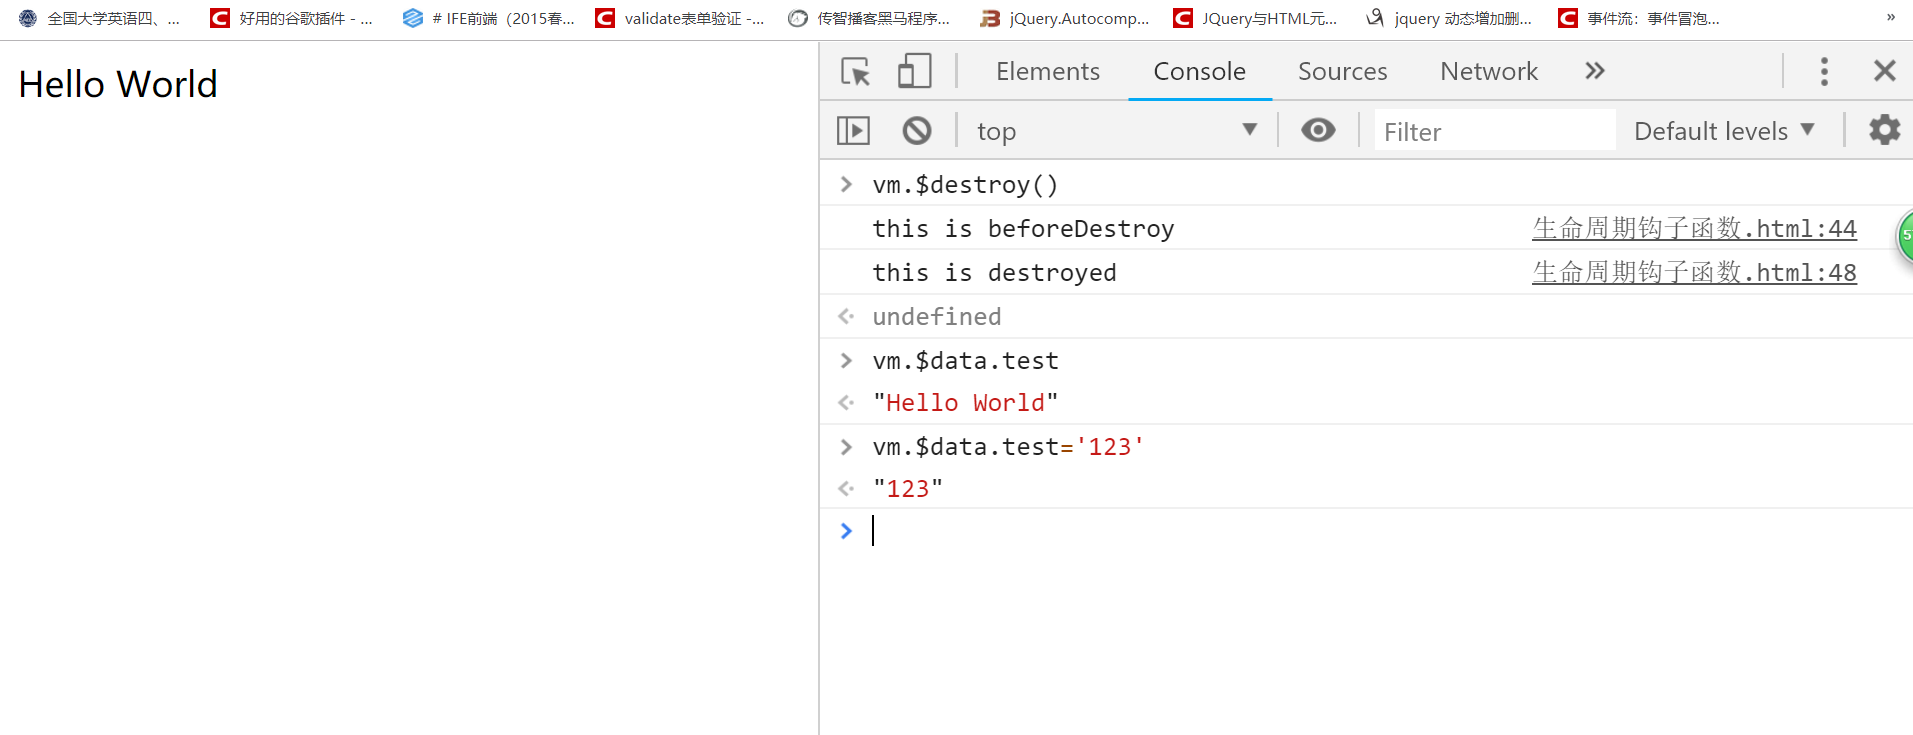 全国大学英语四、... 好用的谷歌插件 - ... # IFE前端（2015春... validate表单验证 -... 传智播客黑马程序... jQuery.Autocomp... JQuery与HTML元... jquery 动态增加删... 事件流：事件冒泡... »
Hello World
Elements Console Sources Network »
top Filter Default levels
vm.$destroy()
this is beforeDestroy 生命周期钩子函数.html:44
this is destroyed 生命周期钩子函数.html:48
undefined
vm.$data.test
"Hello World"
vm.$data.test='123'
"123"